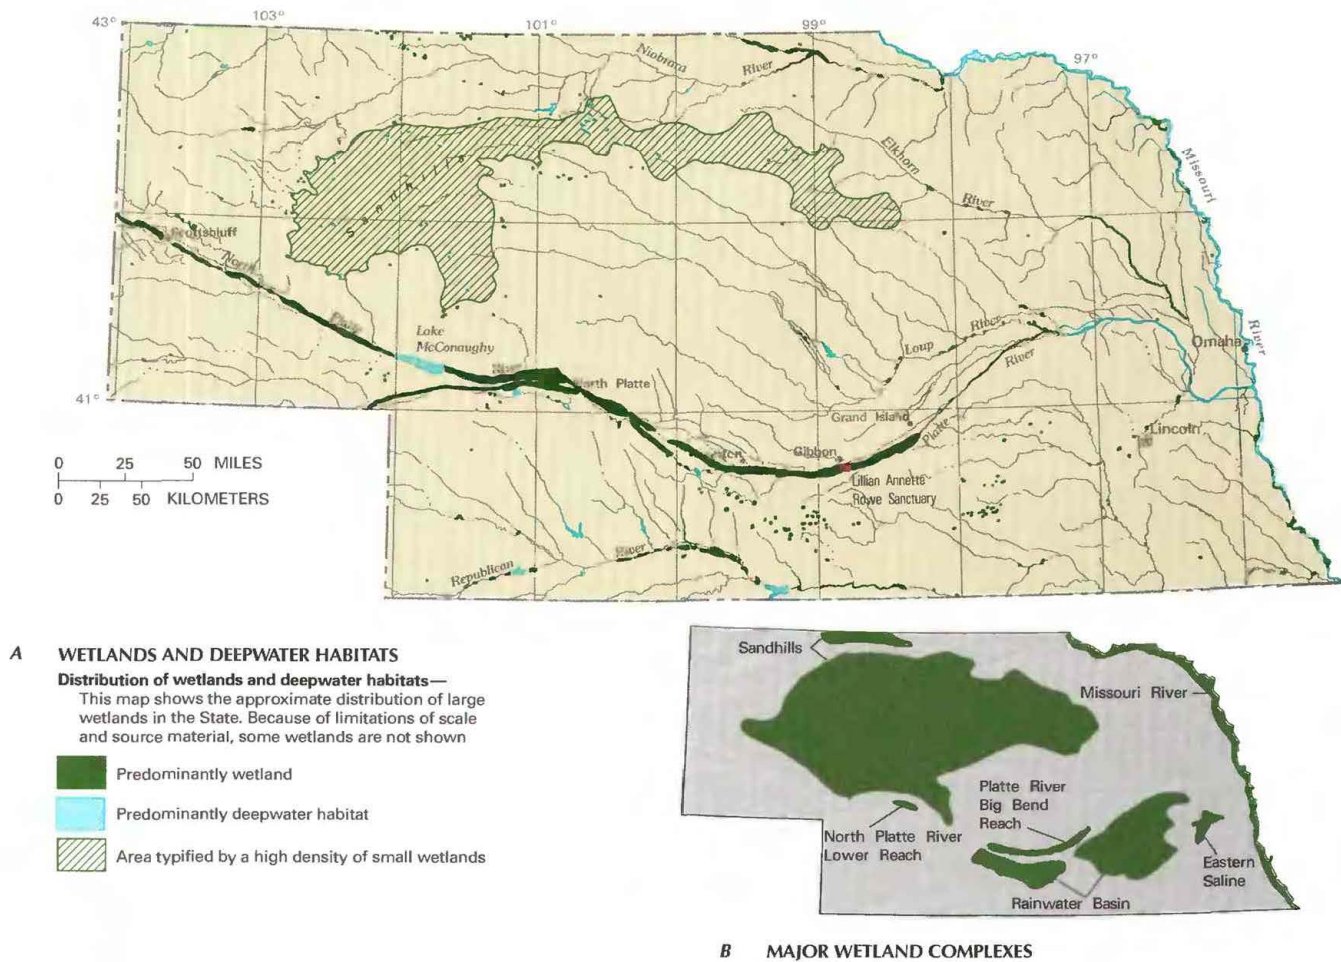 43°
103°
101°
99°
97°
Niobrara
River
Elkhorn
River
Missouri
River
Sandhills
Scottsbluff
North
Platte
Lake
McConaughy
River
North Platte
41°
Loup
River
River
Platte
Omaha
Grand Island
Lincoln
Gibbon
Lillian Annette
Rowe Sanctuary
Republican
River
0 25 50 MILES
0 25 50 KILOMETERS
A WETLANDS AND DEEPWATER HABITATS
Distribution of wetlands and deepwater habitats—
This map shows the approximate distribution of large
wetlands in the State. Because of limitations of scale
and source material, some wetlands are not shown
Predominantly wetland
Predominantly deepwater habitat
Area typified by a high density of small wetlands
Sandhills
Missouri River
Platte River
Big Bend
Reach
North Platte River
Lower Reach
Eastern
Saline
Rainwater Basin
B MAJOR WETLAND COMPLEXES